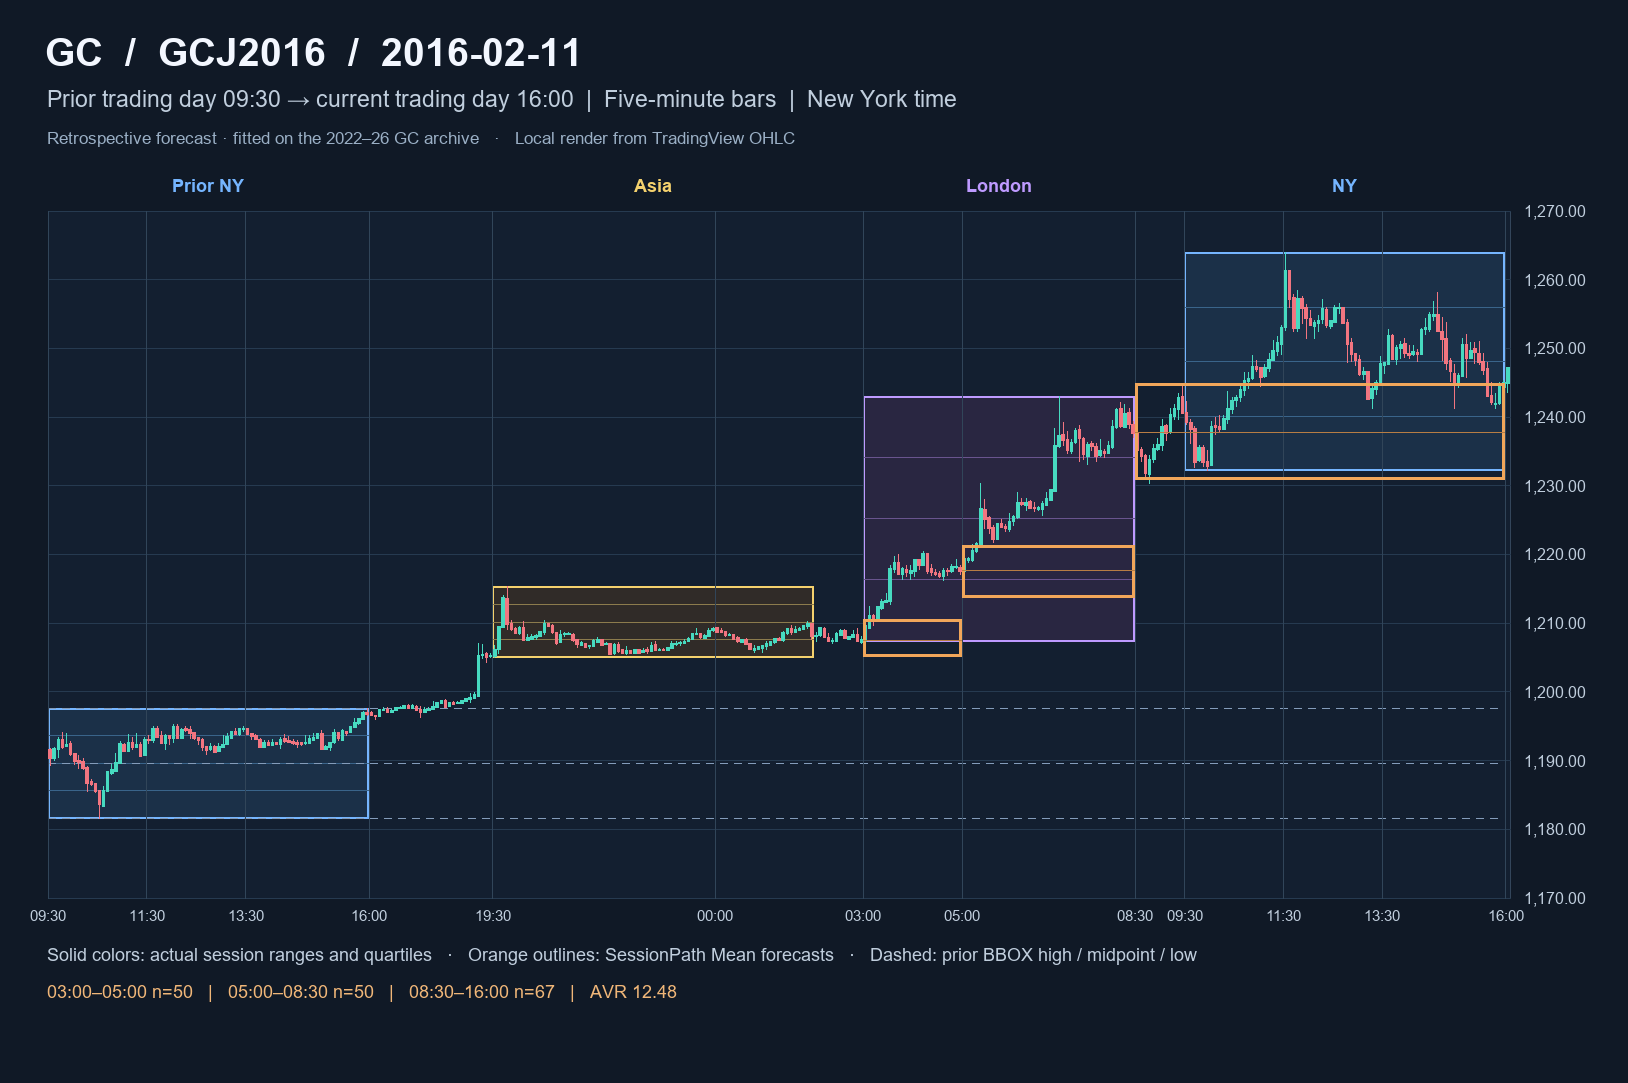 GC / GCJ2016 / 2016-02-11
Prior trading day 09:30 → current trading day 16:00 | Five-minute bars | New York time
Retrospective forecast · fitted on the 2022–26 GC archive · Local render from TradingView OHLC
Prior NY Asia London NY
1,270.00
1,260.00
1,250.00
1,240.00
1,230.00
1,220.00
1,210.00
1,200.00
1,190.00
1,180.00
1,170.00
09:30 11:30 13:30 16:00 19:30 00:00 03:00 05:00 08:30 09:30 11:30 13:30 16:00
Solid colors: actual session ranges and quartiles · Orange outlines: SessionPath Mean forecasts · Dashed: prior BBOX high / midpoint / low
03:00–05:00 n=50 | 05:00–08:30 n=50 | 08:30–16:00 n=67 | AVR 12.48